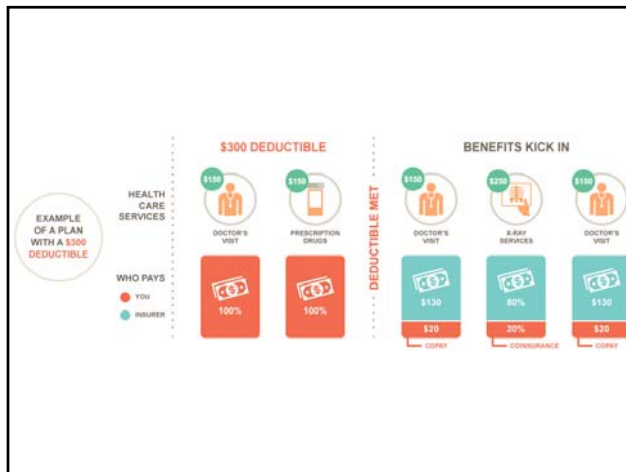 $300 DEDUCTIBLE
BENEFITS KICK IN
EXAMPLE
OF A PLAN
WITH A $300
DEDUCTIBLE
HEALTH
CARE
SERVICES
$150
DOCTOR'S
VISIT
$150
PRESCRIPTION
DRUGS
DEDUCTIBLE MET
$150
DOCTOR'S
VISIT
$250
X-RAY
SERVICES
$150
DOCTOR'S
VISIT
WHO PAYS
YOU
INSURER
100%
100%
$130
$20
COPAY
80%
20%
COINSURANCE
$130
$20
COPAY